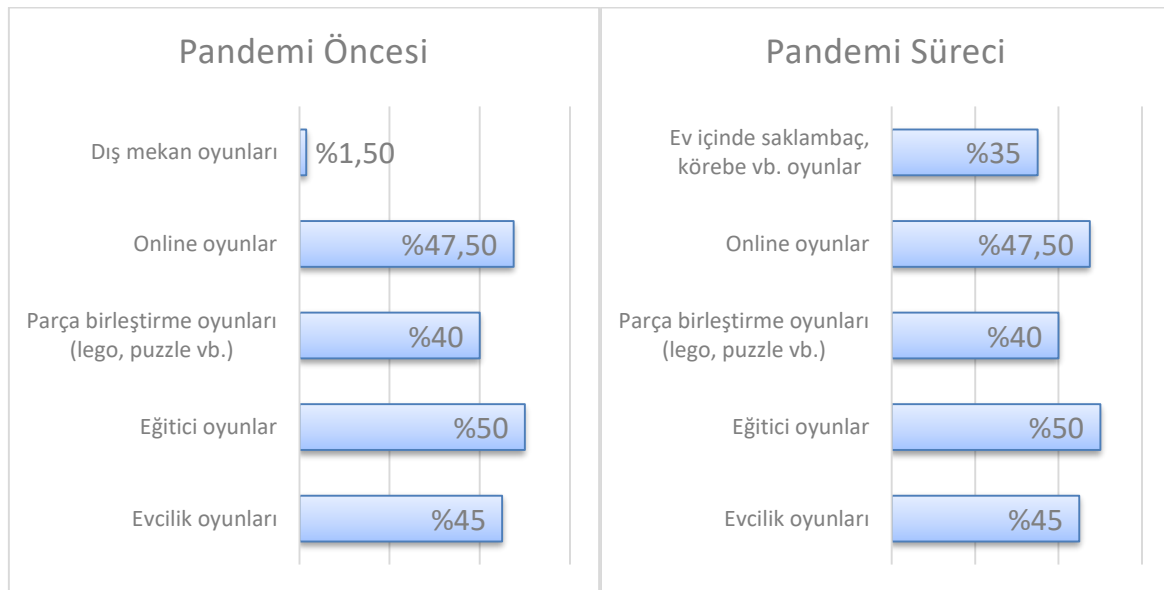 Pandemi Öncesi
Dış mekan oyunları
%1,50
Online oyunlar
%47,50
Parça birleştirme oyunları
(lego, puzzle vb.)
%40
Eğitici oyunlar
%50
Evcilik oyunları
%45
Pandemi Süreci
Ev içinde saklambaç,
körebe vb. oyunlar
%35
Online oyunlar
%47,50
Parça birleştirme oyunları
(lego, puzzle vb.)
%40
Eğitici oyunlar
%50
Evcilik oyunları
%45